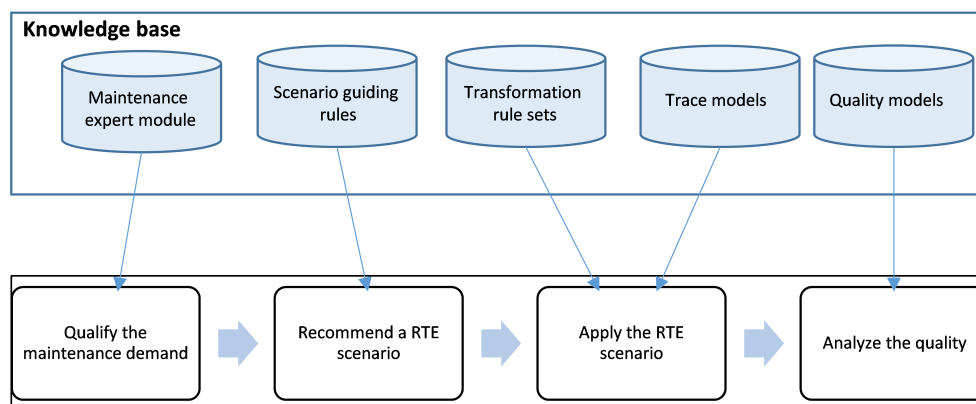 Knowledge base
Maintenance
expert module
Scenario guiding
rules
Transformation
rule sets
Trace models
Quality models
Qualify the
maintenance demand
Recommend a RTE
scenario
Apply the RTE
scenario
Analyze the quality